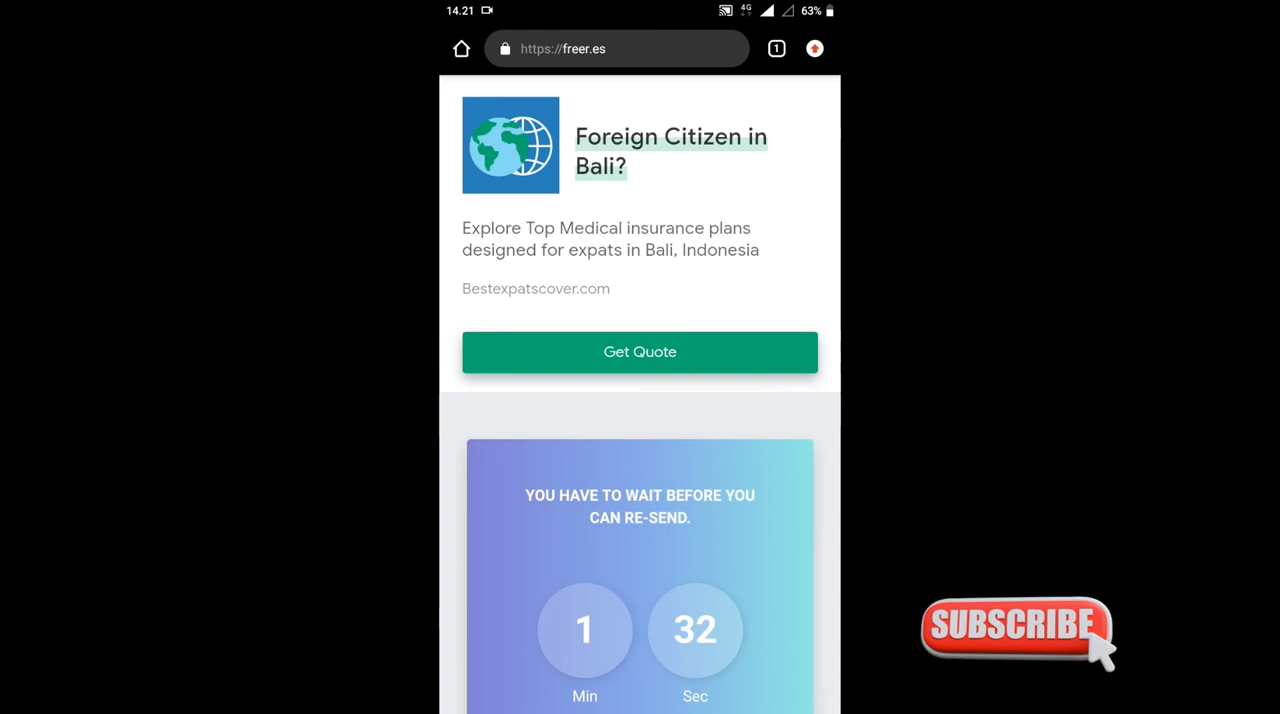 14.21
4G
63%
https://freer.es
1
Foreign Citizen in
Bali?
Explore Top Medical insurance plans
designed for expats in Bali, Indonesia
Bestexpatscover.com
Get Quote
YOU HAVE TO WAIT BEFORE YOU
CAN RE-SEND.
1 32
Min Sec
SUBSCRIBE